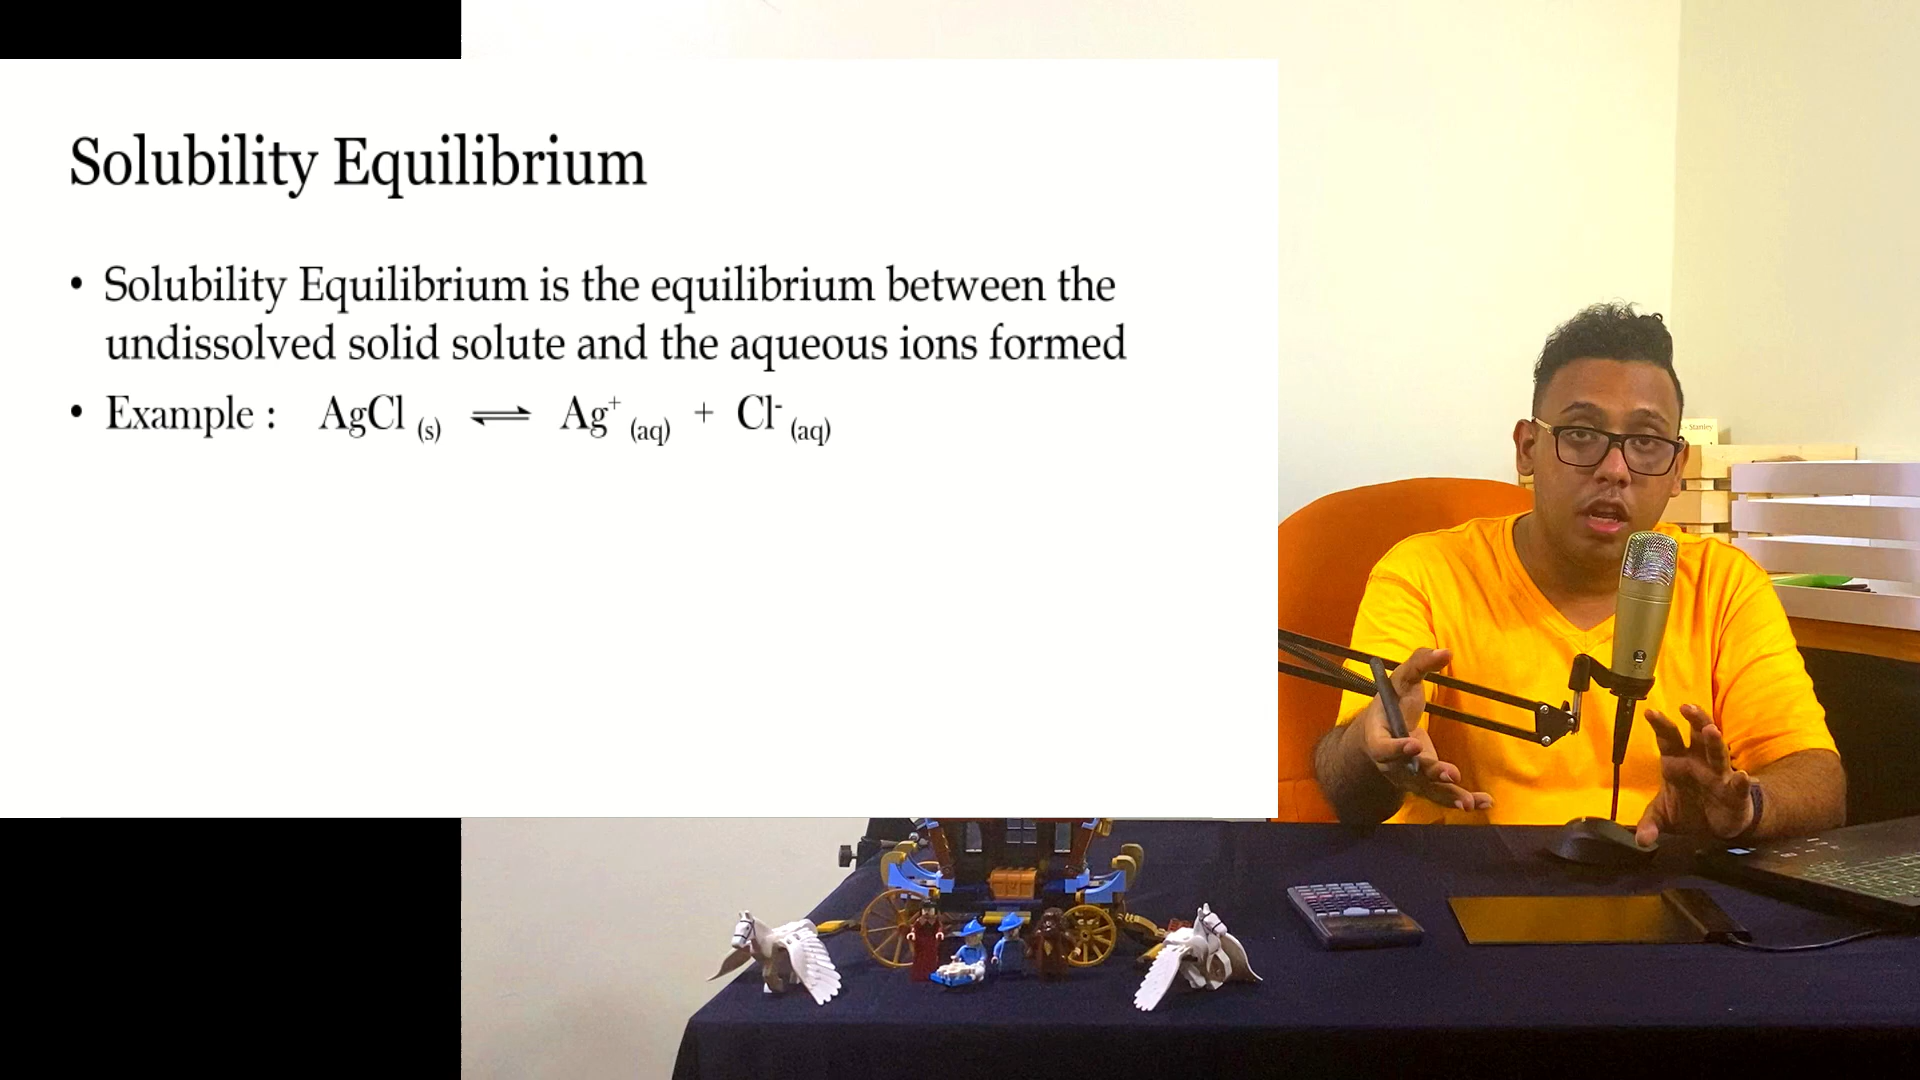 Solubility Equilibrium
• Solubility Equilibrium is the equilibrium between the
undissolved solid solute and the aqueous ions formed
• Example : AgCl (s) ⇌ Ag⁺ (aq) + Cl⁻ (aq)
Stanley